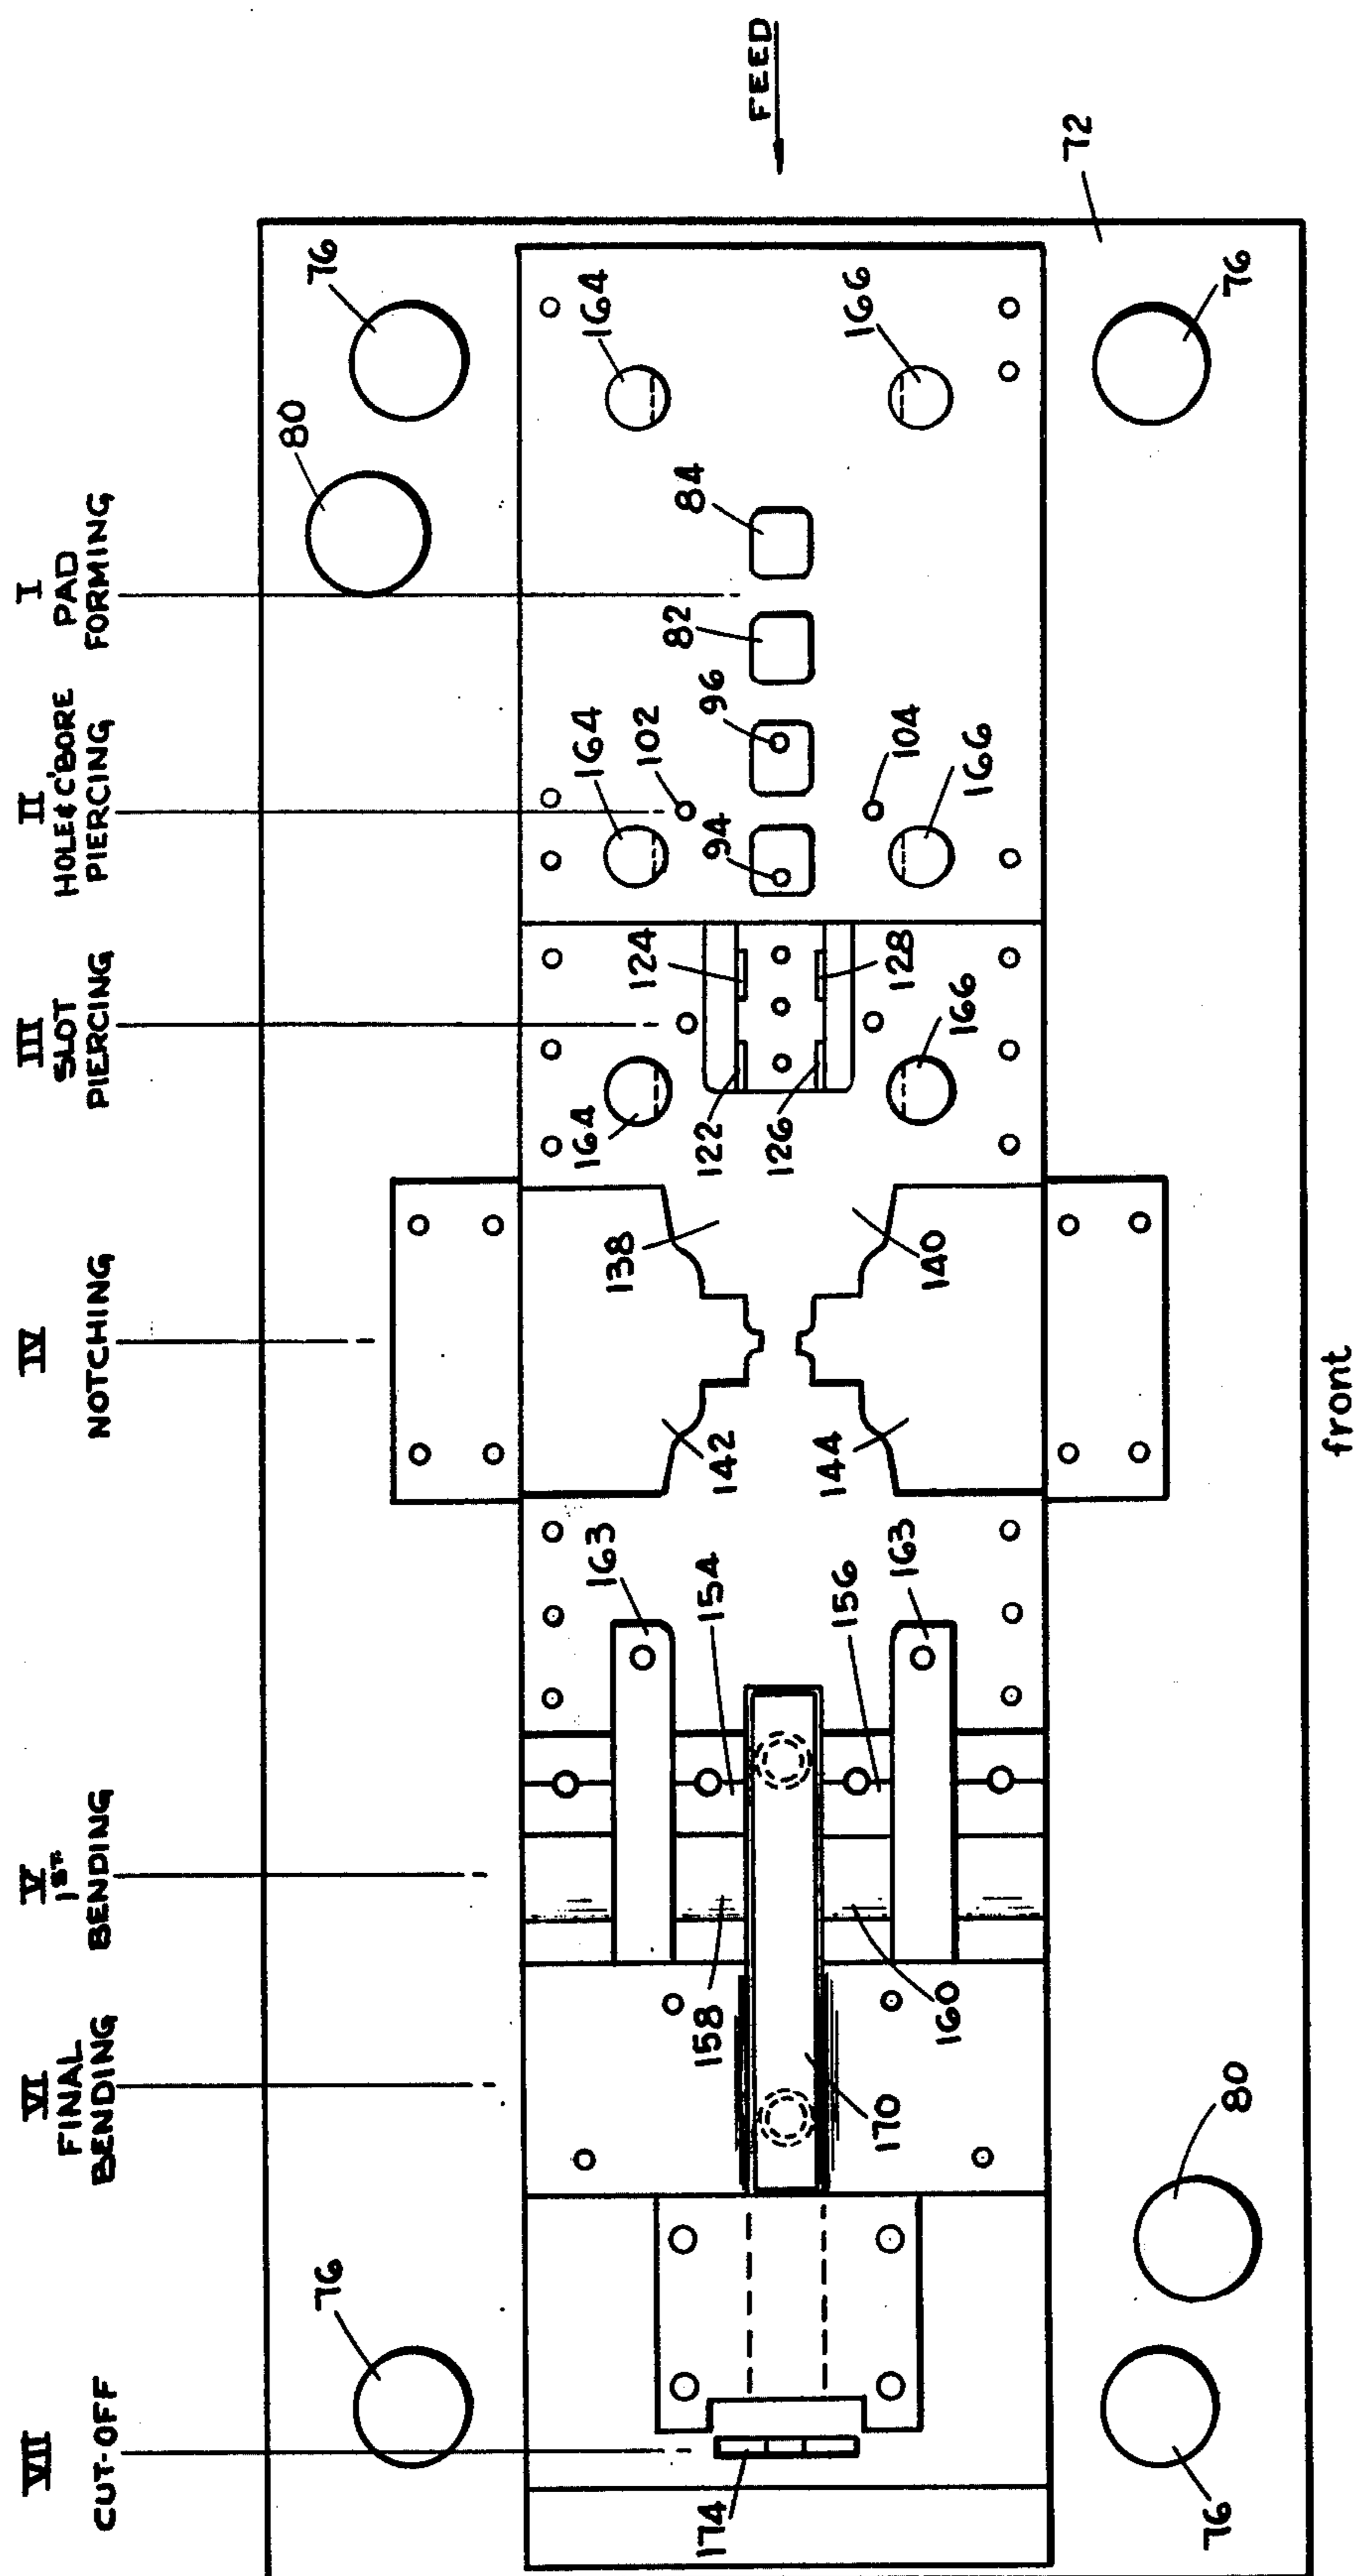 VII
CUT-OFF
VI
FINAL
BENDING
V
1ST
BENDING
IV
NOTCHING
III
SLOT
PIERCING
II
HOLE & C'BORE
PIERCING
I
PAD
FORMING
FEED
76
80
76
164
84
82
96
102
164
94
124
164
122
138
142
163
154
158
76
174
166
104
166
128
166
126
140
144
163
156
160
170
80
76
76
72
front